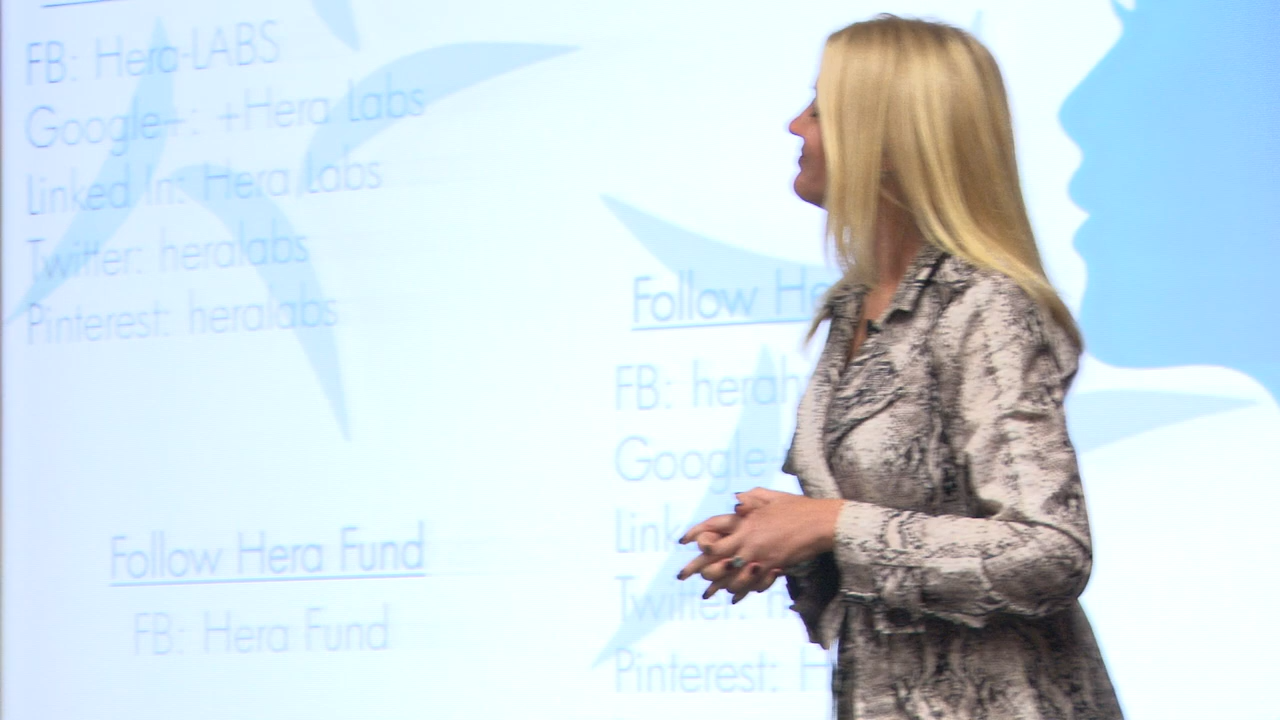 FB: Hera-LABS
Google+: +Hera Labs
Linked In: Hera Labs
Twitter: heralabs
Pinterest: heralabs
Follow Hera Fund
FB: Hera Fund
Follow He
FB: herah
Google+
Link
Twitter: h
Pinterest: H